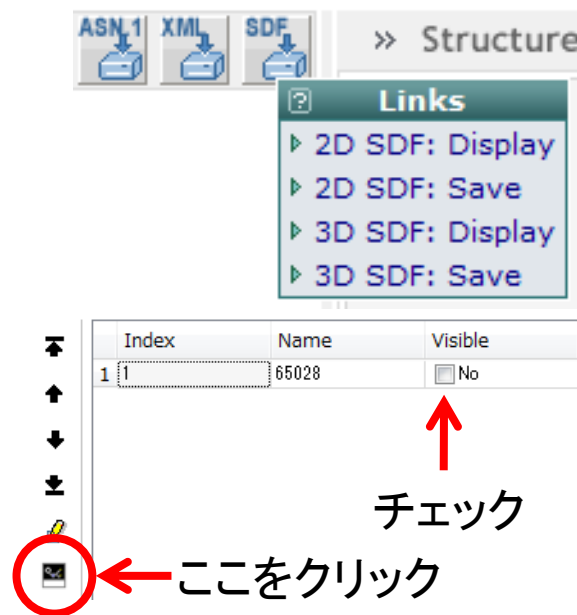 ASN.1 XML SDF
» Structure
? Links
2D SDF: Display
2D SDF: Save
3D SDF: Display
3D SDF: Save
Index Name Visible
1 1 65028 No
チェック
ここをクリック